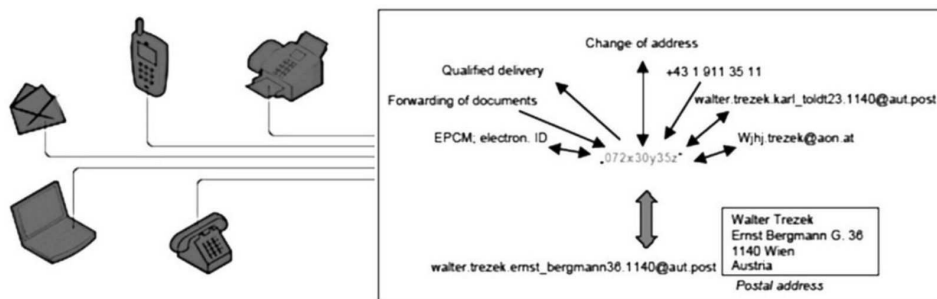 Change of address
+43 1 911 35 11
Qualified delivery
walter.trezek.karl_toldt23.1140@aut.post
Forwarding of documents
EPCM; electron. ID
Wjhj.trezek@aon.at
„072x30y35z"
Walter Trezek
Ernst Bergmann G. 36
1140 Wien
Austria
walter.trezek.ernst_bergmann36.1140@aut.post
Postal address